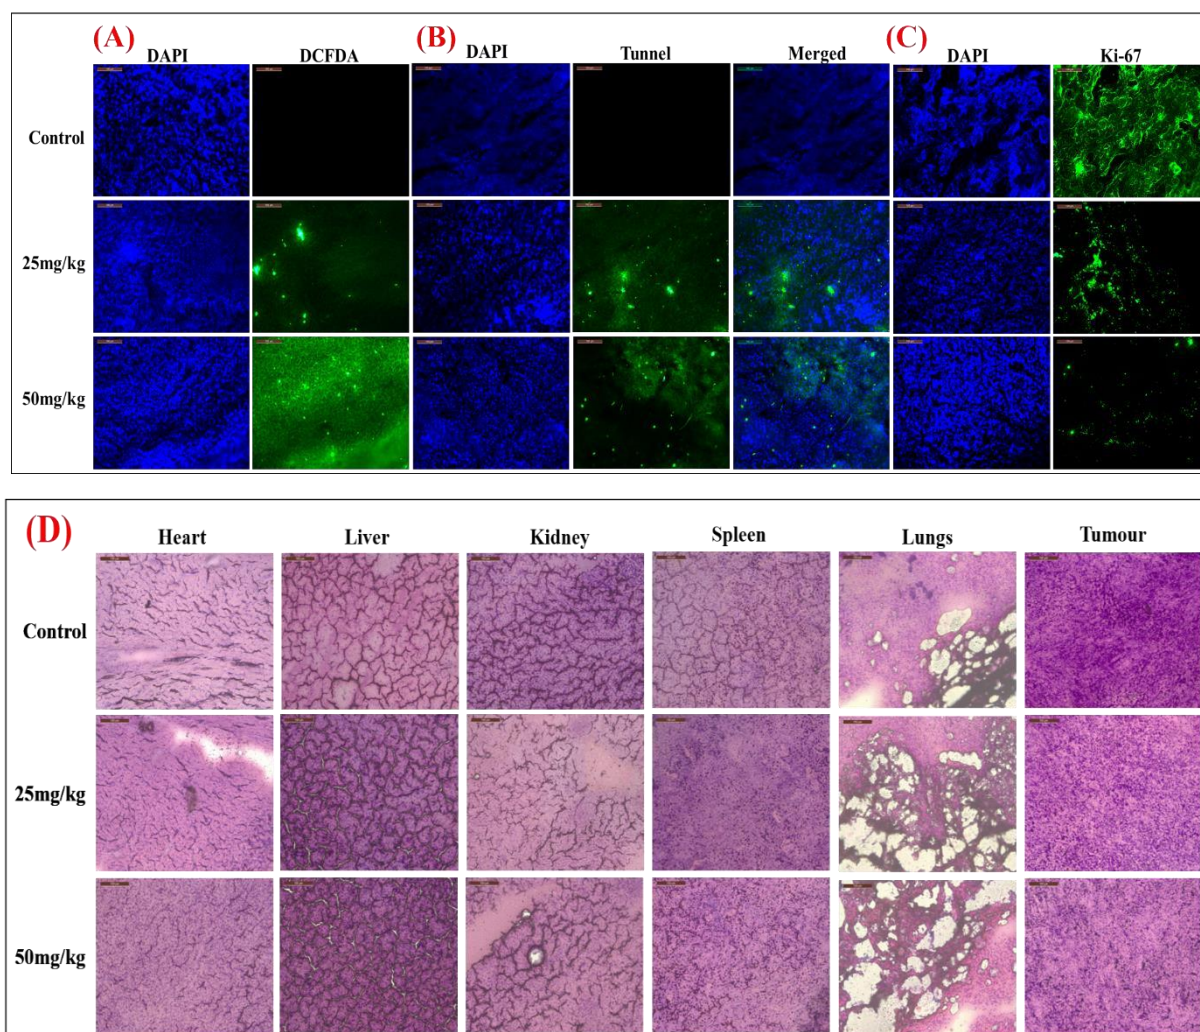 (A) (B) (C)
DAPI DCFDA DAPI Tunnel Merged DAPI Ki-67
Control
25mg/kg
50mg/kg
(D)
Heart Liver Kidney Spleen Lungs Tumour
Control
25mg/kg
50mg/kg